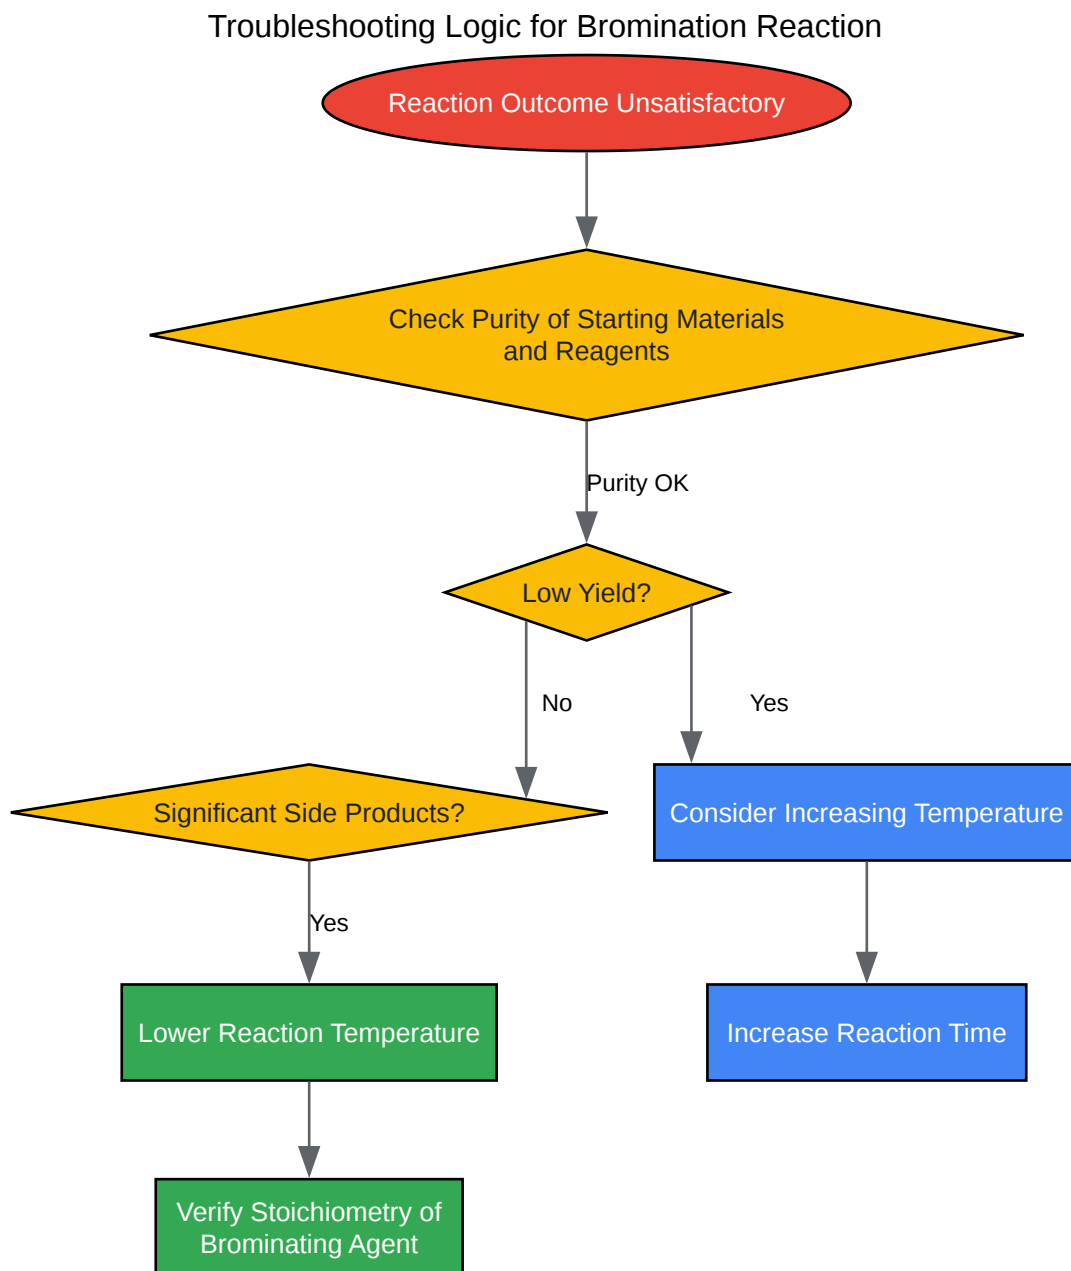 Troubleshooting Logic for Bromination Reaction
Reaction Outcome Unsatisfactory
Check Purity of Starting Materials
and Reagents
Purity OK
Low Yield?
No
Yes
Significant Side Products?
Consider Increasing Temperature
Yes
Lower Reaction Temperature
Increase Reaction Time
Verify Stoichiometry of
Brominating Agent